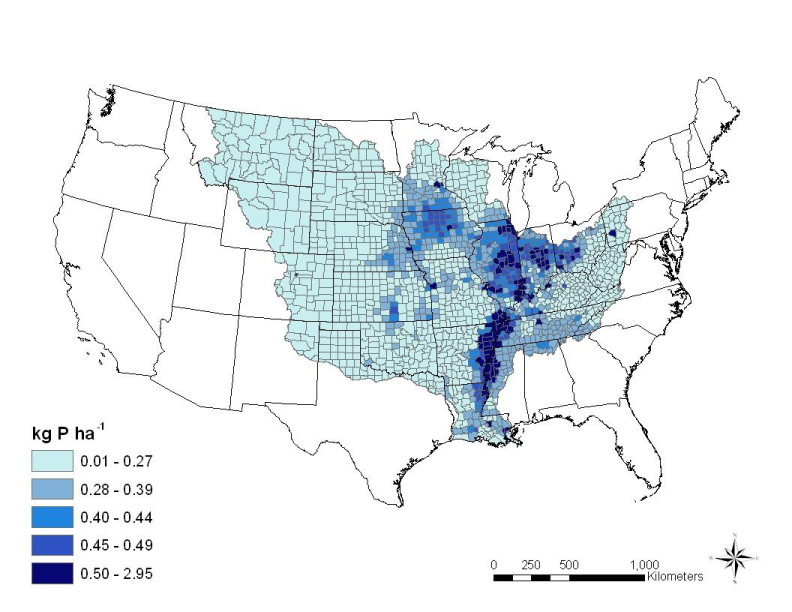 kg P ha-1
0.01 - 0.27
0.28 - 0.39
0.40 - 0.44
0.45 - 0.49
0.50 - 2.95
0 250 500 1,000
Kilometers
N
W E
S